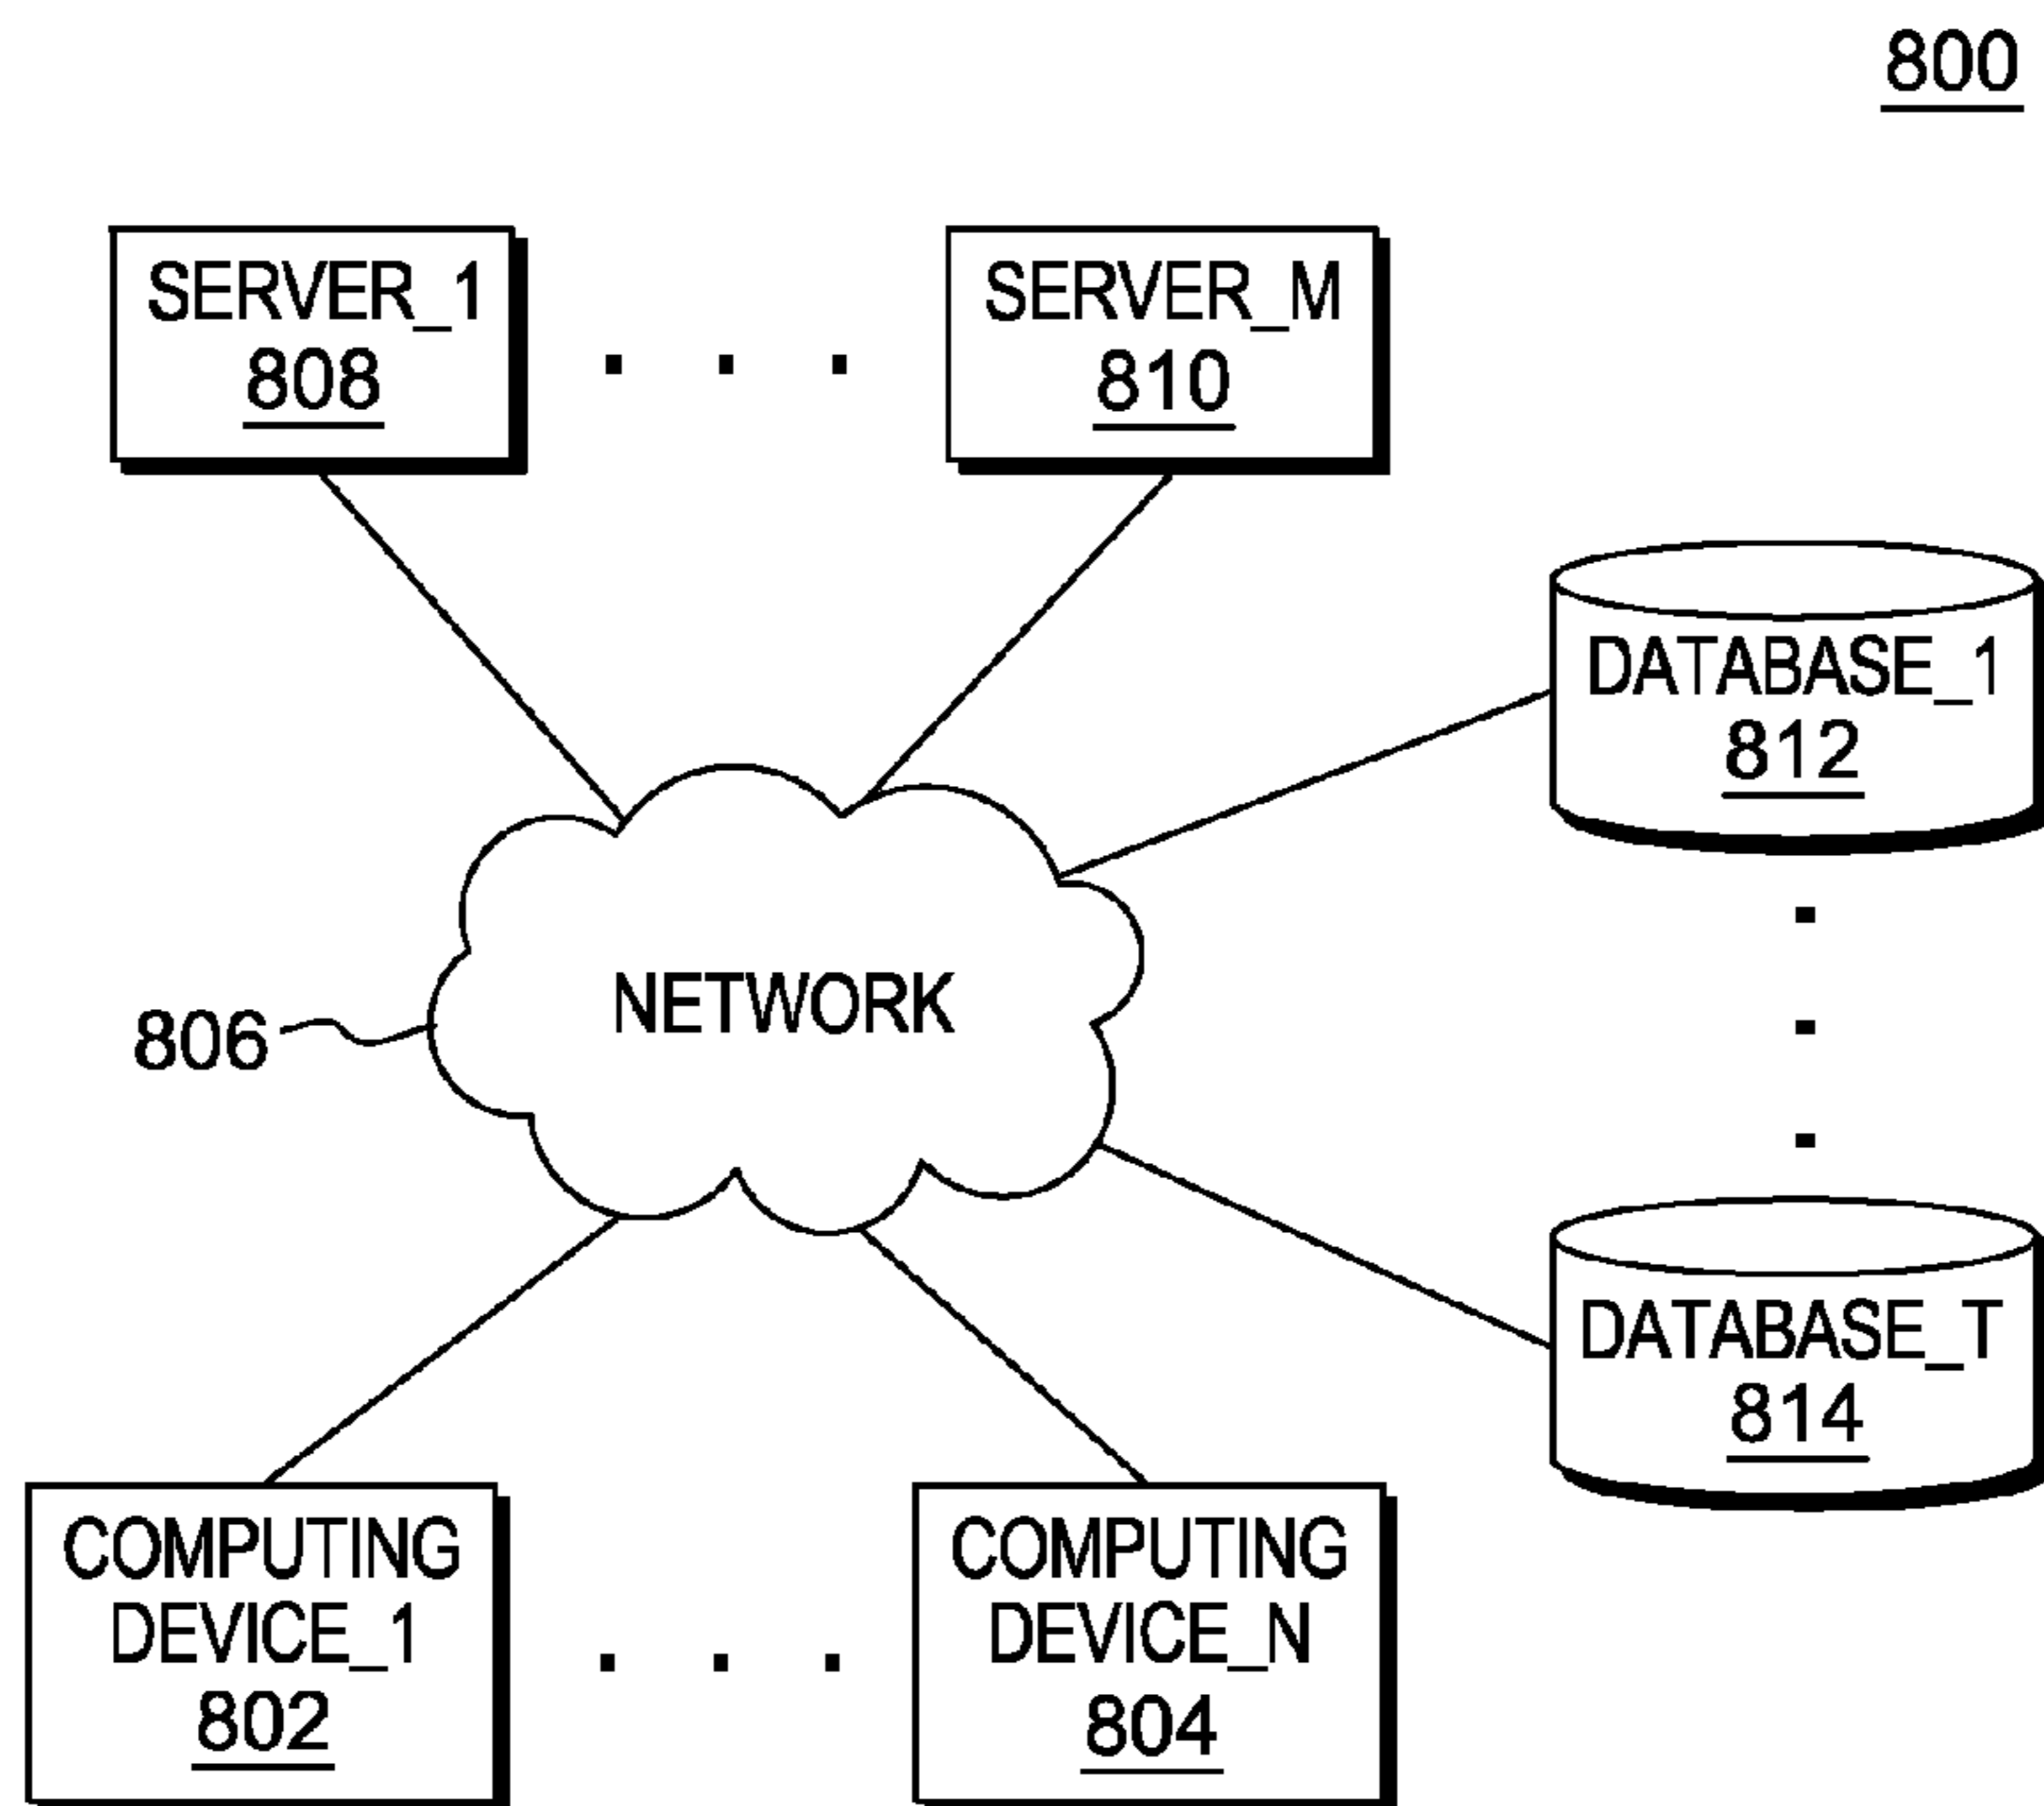 800
SERVER_1
808
SERVER_M
810
DATABASE_1
812
NETWORK
806
DATABASE_T
814
COMPUTING
DEVICE_1
802
COMPUTING
DEVICE_N
804